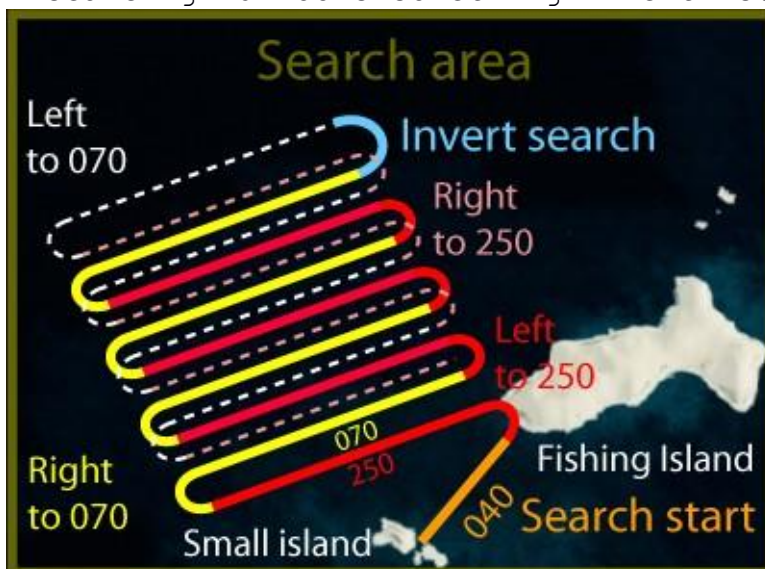 Search area
Left
to 070
Invert search
Right
to 250
Left
to 250
070
250
Right
to 070
Fishing Island
040
Search start
Small island